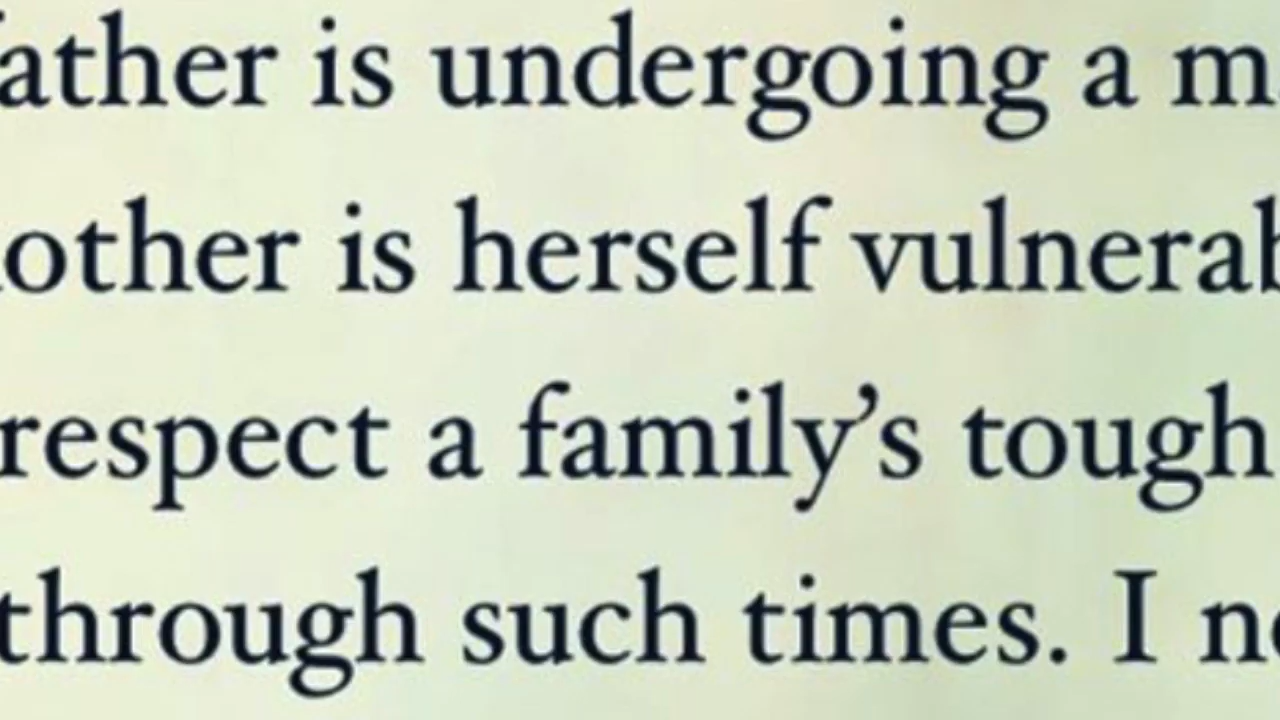 ather is undergoing a m
other is herself vulnerab
respect a family's tough
through such times. I n